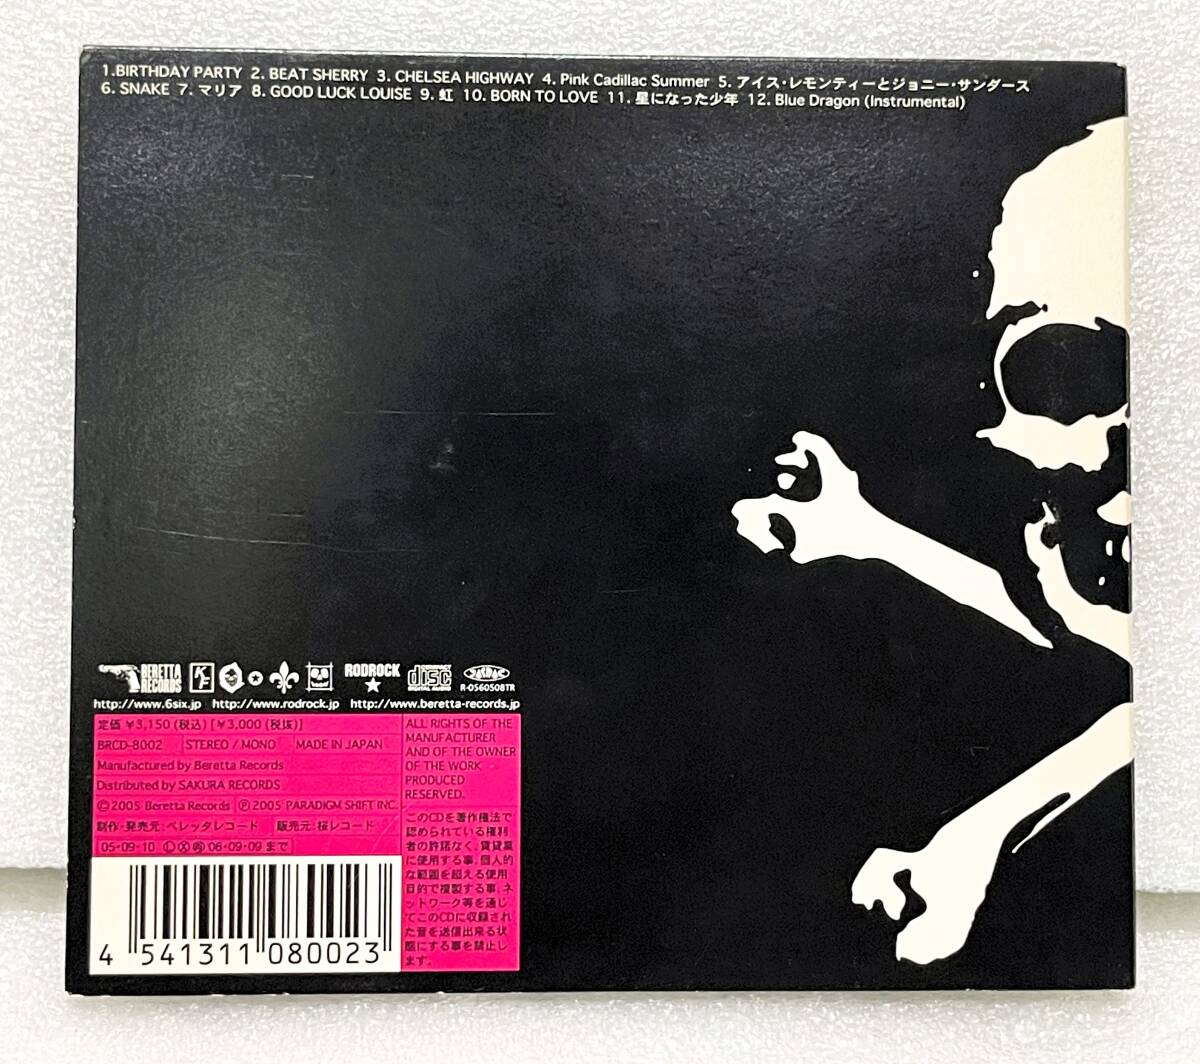 1.BIRTHDAY PARTY 2. BEAT SHERRY 3. CHELSEA HIGHWAY 4. Pink Cadillac Summer 5. アイス・レモンティーとジョニー・サンダース
6. SNAKE 7. マリア 8. GOOD LUCK LOUISE 9. 虹 10. BORN TO LOVE 11. 星になった少年 12. Blue Dragon (Instrumental)
BERETTA RECORDS
RODROCK
COMPACT disc DIGITAL AUDIO
R-0560508TR
http://www.6six.jp http://www.rodrock.jp http://www.beretta-records.jp
定価 ¥3,150 (税込) [¥3,000 (税抜)]
BRCD-8002 STEREO / MONO MADE IN JAPAN
Manufactured by Beretta Records
Distributed by SAKURA RECORDS
Ⓒ2005 Beretta Records Ⓟ2005 PARADIGM SHIFT INC.
制作・発売元：ベレッタレコード 販売元：桜レコード
05・09・10 Ⓛ 06・09・09 まで
4 541311 080023
ALL RIGHTS OF THE
MANUFACTURER
AND OF THE OWNER
OF THE WORK
PRODUCED
RESERVED.
このCDを著作権法で
認められている権利
者の許諾なく、賃貸業
に使用する事、個人的
な範囲を超える使用
目的で複製する事、ネ
ットワーク等を通じ
てこのCDに収録され
た音を送信出来る状
態にする事を禁止し
ます。